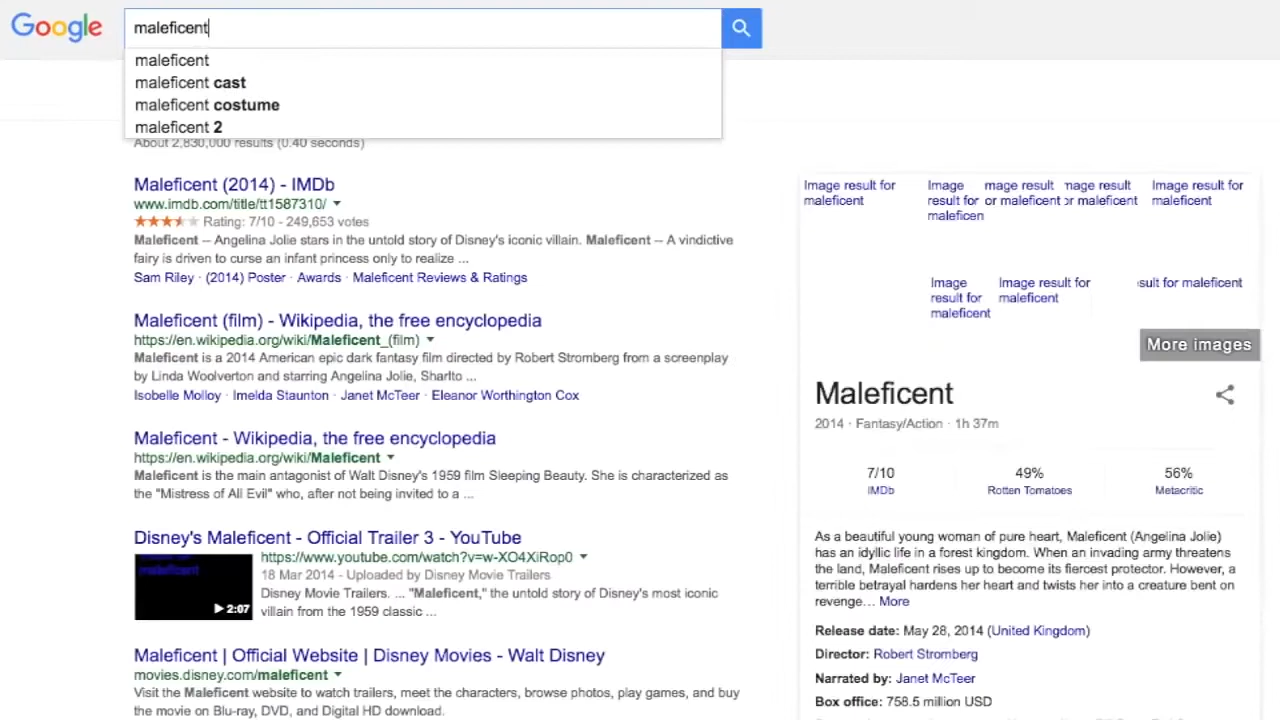 Google
maleficent
maleficent
maleficent cast
maleficent costume
maleficent 2
About 2,830,000 results (0.40 seconds)
Maleficent (2014) - IMDb
www.imdb.com/title/tt1587310/
Rating: 7/10 - 249,653 votes
Maleficent -- Angelina Jolie stars in the untold story of Disney's iconic villain. Maleficent -- A vindictive
fairy is driven to curse an infant princess only to realize ...
Sam Riley · (2014) Poster · Awards · Maleficent Reviews & Ratings
Maleficent (film) - Wikipedia, the free encyclopedia
https://en.wikipedia.org/wiki/Maleficent_(film)
Maleficent is a 2014 American epic dark fantasy film directed by Robert Stromberg from a screenplay
by Linda Woolverton and starring Angelina Jolie, Sharlto ...
Isobelle Molloy · Imelda Staunton · Janet McTeer · Eleanor Worthington Cox
Maleficent - Wikipedia, the free encyclopedia
https://en.wikipedia.org/wiki/Maleficent
Maleficent is the main antagonist of Walt Disney's 1959 film Sleeping Beauty. She is characterized as
the "Mistress of All Evil" who, after not being invited to a ...
Disney's Maleficent - Official Trailer 3 - YouTube
maleficent
2:07
https://www.youtube.com/watch?v=w-XO4XiRop0
18 Mar 2014 - Uploaded by Disney Movie Trailers
Disney Movie Trailers. ... "Maleficent," the untold story of Disney's most iconic
villain from the 1959 classic ...
Maleficent | Official Website | Disney Movies - Walt Disney
movies.disney.com/maleficent
Visit the Maleficent website to watch trailers, meet the characters, browse photos, play games, and buy
the movie on Blu-ray, DVD, and Digital HD download.
Image result for
maleficent
Image
result for
maleficen
mage result
or maleficent
mage result
or maleficent
Image result for
maleficent
Image
result for
maleficent
Image result for
maleficent
sult for maleficent
More images
Maleficent
2014 · Fantasy/Action · 1h 37m
7/10
IMDb
49%
Rotten Tomatoes
56%
Metacritic
As a beautiful young woman of pure heart, Maleficent (Angelina Jolie)
has an idyllic life in a forest kingdom. When an invading army threatens
the land, Maleficent rises up to become its fiercest protector. However, a
terrible betrayal hardens her heart and twists her into a creature bent on
revenge... More
Release date: May 28, 2014 (United Kingdom)
Director: Robert Stromberg
Narrated by: Janet McTeer
Box office: 758.5 million USD